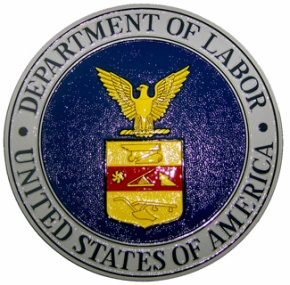 DEPARTMENT OF LABOR
UNITED STATES OF AMERICA